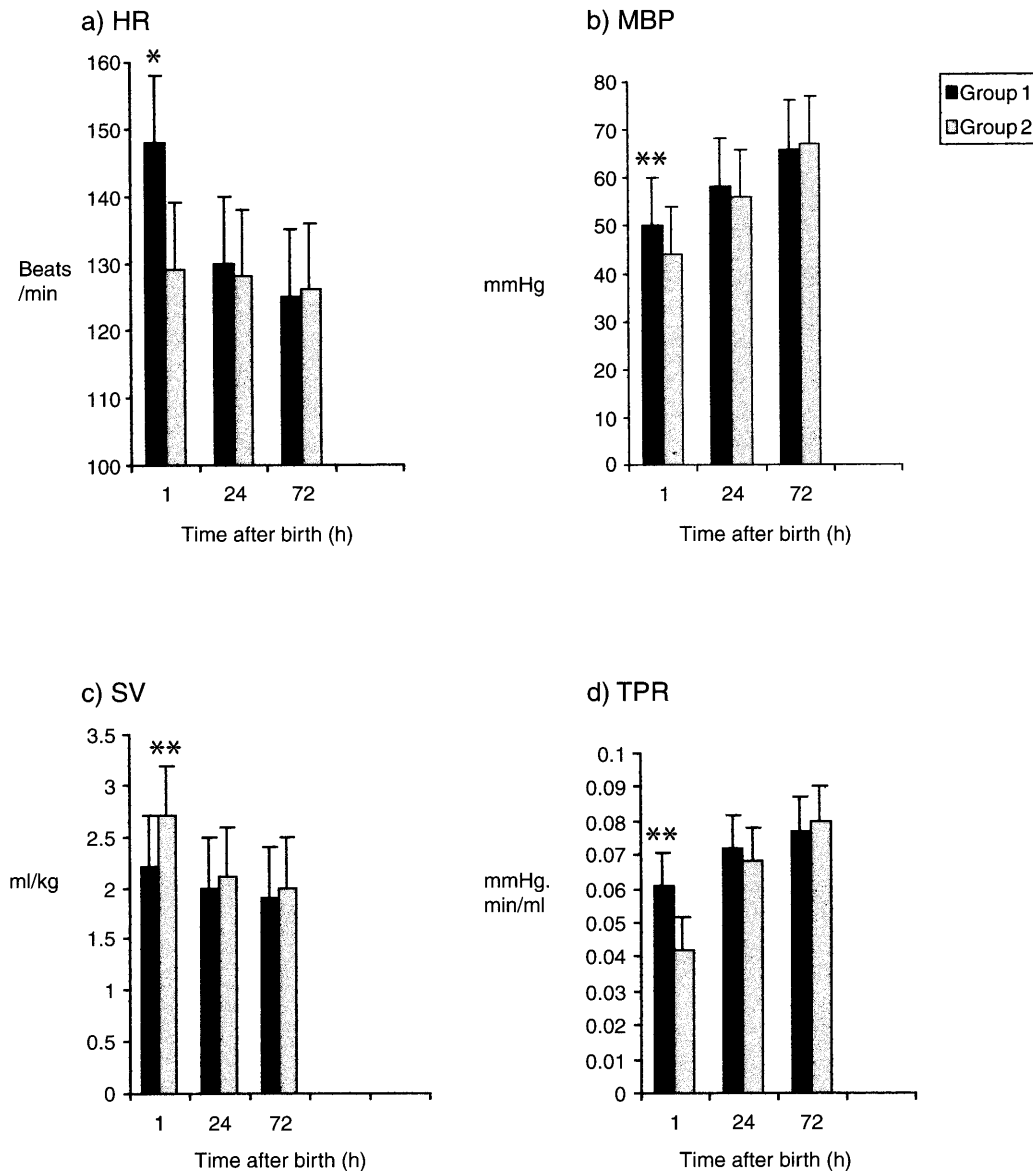 a) HR
*
160
150
140
130
120
110
100
Beats
/min
1 24 72
Time after birth (h)
b) MBP
80
70
60
50
40
30
20
10
0
**
mmHg
1 24 72
Time after birth (h)
Group 1
Group 2
c) SV
3.5
3
2.5
2
1.5
1
0.5
0
**
ml/kg
1 24 72
Time after birth (h)
d) TPR
0.1
0.09
0.08
0.07
0.06
0.05
0.04
0.03
0.02
0.01
0
**
mmHg.
min/ml
1 24 72
Time after birth (h)